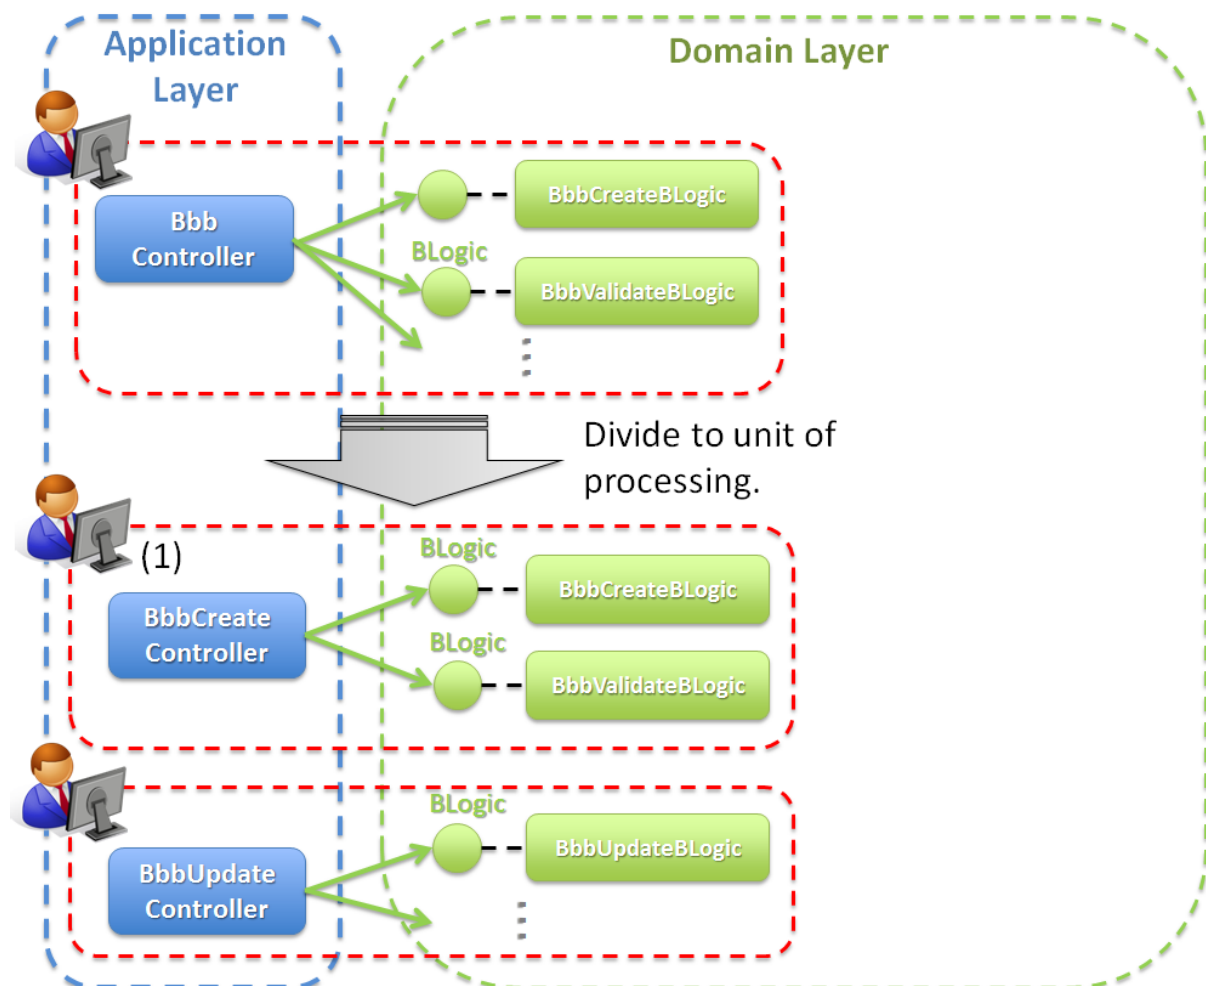 Application
Layer
Domain Layer
Bbb
Controller
BbbCreateBLogic
BLogic
BbbValidateBLogic
Divide to unit of
processing.
(1)
BbbCreate
Controller
BLogic
BbbCreateBLogic
BLogic
BbbValidateBLogic
BbbUpdate
Controller
BLogic
BbbUpdateBLogic